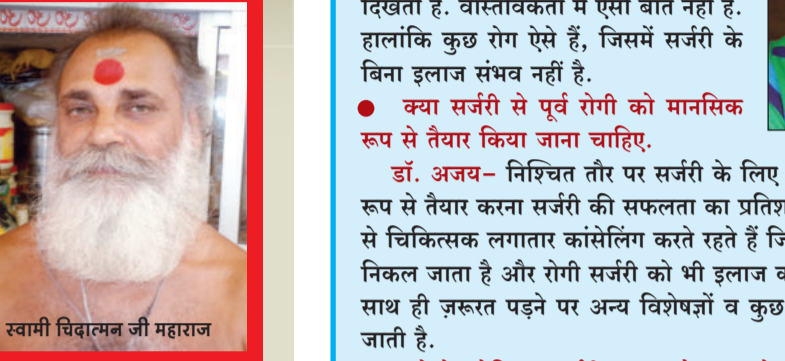 स्वामी चिदात्मन जी महाराज
दिखता है. वास्तविकता में ऐसी बात नहीं है.
हालांकि कुछ रोग ऐसे हैं, जिसमें सर्जरी के
बिना इलाज संभव नहीं है.
● क्या सर्जरी से पूर्व रोगी को मानसिक
रूप से तैयार किया जाना चाहिए.
डॉ. अजय– निश्चित तौर पर सर्जरी के लिए
रूप से तैयार करना सर्जरी की सफलता का
से चिकित्सक लगातार कांसेलिंग करते रहते हैं
निकल जाता है और रोगी सर्जरी को भी इलाज
साथ ही ज़रूरत पड़ने पर अन्य विशेषज्ञों व कुछ
जाती है.